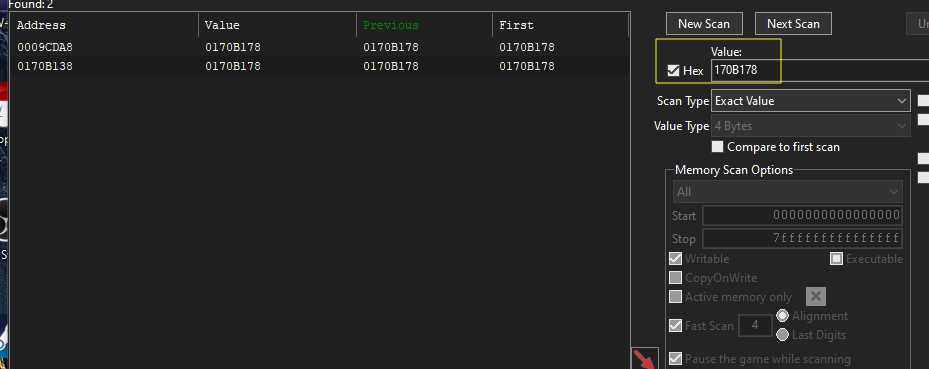 Found: 2
Address Value Previous First
0009CDA8 0170B178 0170B178 0170B178
0170B138 0170B178 0170B178 0170B178
New Scan Next Scan
Value:
Hex 170B178
Scan Type Exact Value
Value Type 4 Bytes
Compare to first scan
Memory Scan Options
All
Start 0000000000000000
Stop 7fffffffffffffff
Writable Executable
CopyOnWrite
Active memory only
Fast Scan 4 Alignment
Last Digits
Pause the game while scanning